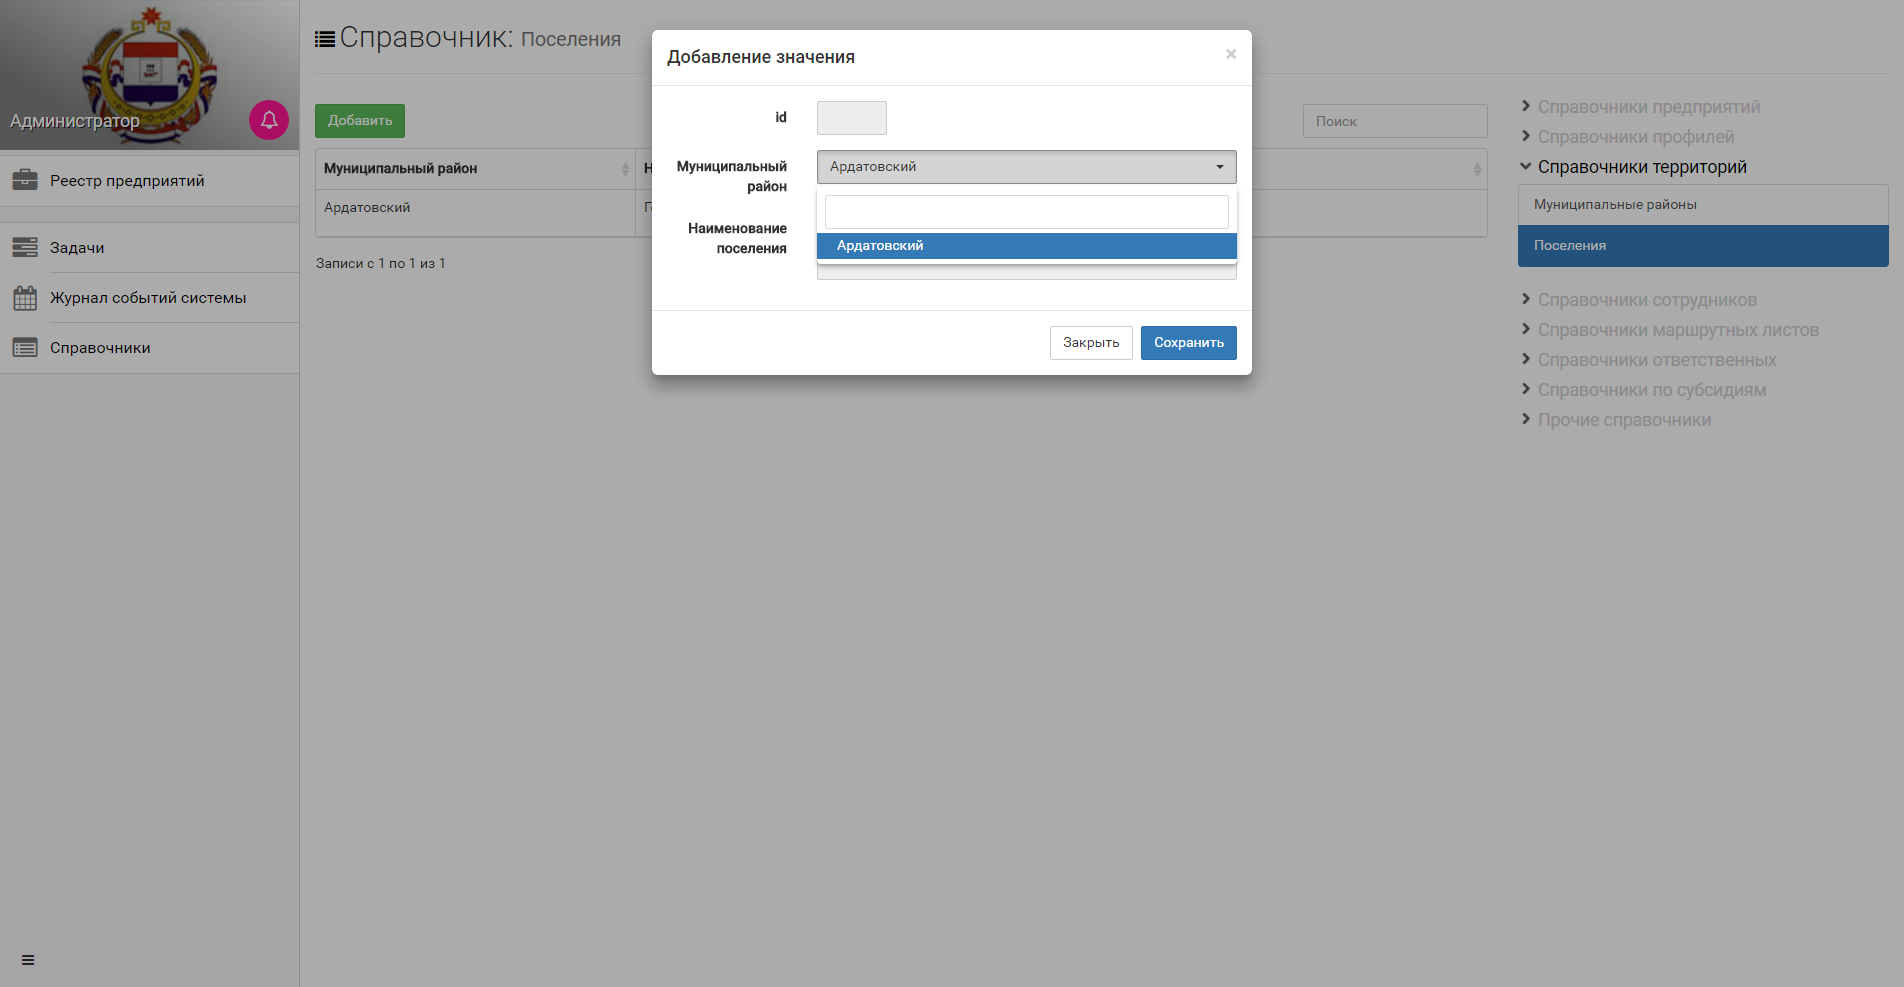 Администратор
Реестр предприятий
Задачи
Журнал событий системы
Справочники
Справочник: Поселения
Добавить
Поиск
Муниципальный район
Ардатовский
Записи с 1 по 1 из 1
Добавление значения
×
id
Муниципальный
район
Ардатовский
Наименование
поселения
Ардатовский
Закрыть
Сохранить
Справочники предприятий
Справочники профилей
Справочники территорий
Муниципальные районы
Поселения
Справочники сотрудников
Справочники маршрутных листов
Справочники ответственных
Справочники по субсидиям
Прочие справочники